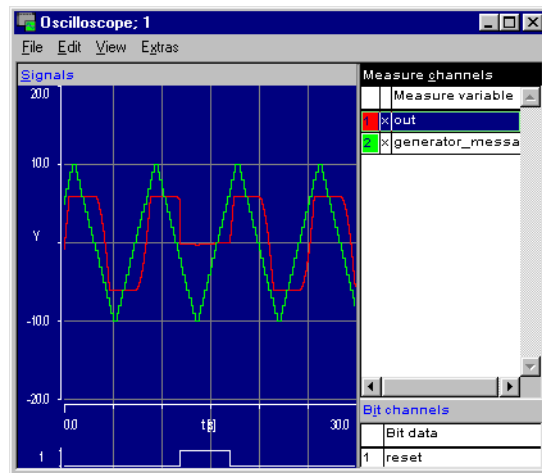 Oscilloscope; 1
File Edit View Extras
Signals
Measure channels
Measure variable
1 x out
2 x generator_messa
20.0
10.0
Y
-10.0
-20.0
0.0 t[s] 30.0
1
Bit channels
Bit data
1 reset